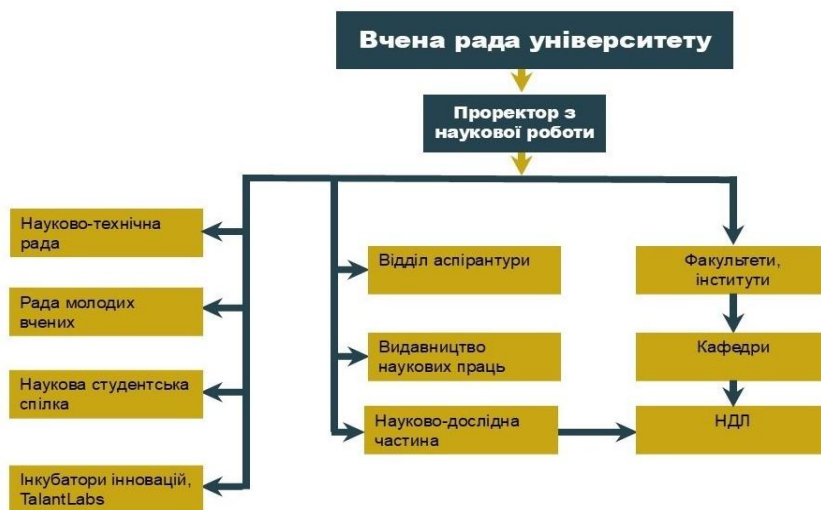 Вчена рада університету
Проректор з
наукової роботи
Науково-технічна
рада
Рада молодих
вчених
Наукова студентська
спілка
Інкубатори інновацій,
TalantLabs
Відділ аспірантури
Видавництво
наукових праць
Науково-дослідна
частина
Факультети,
інститути
Кафедри
НДЛ